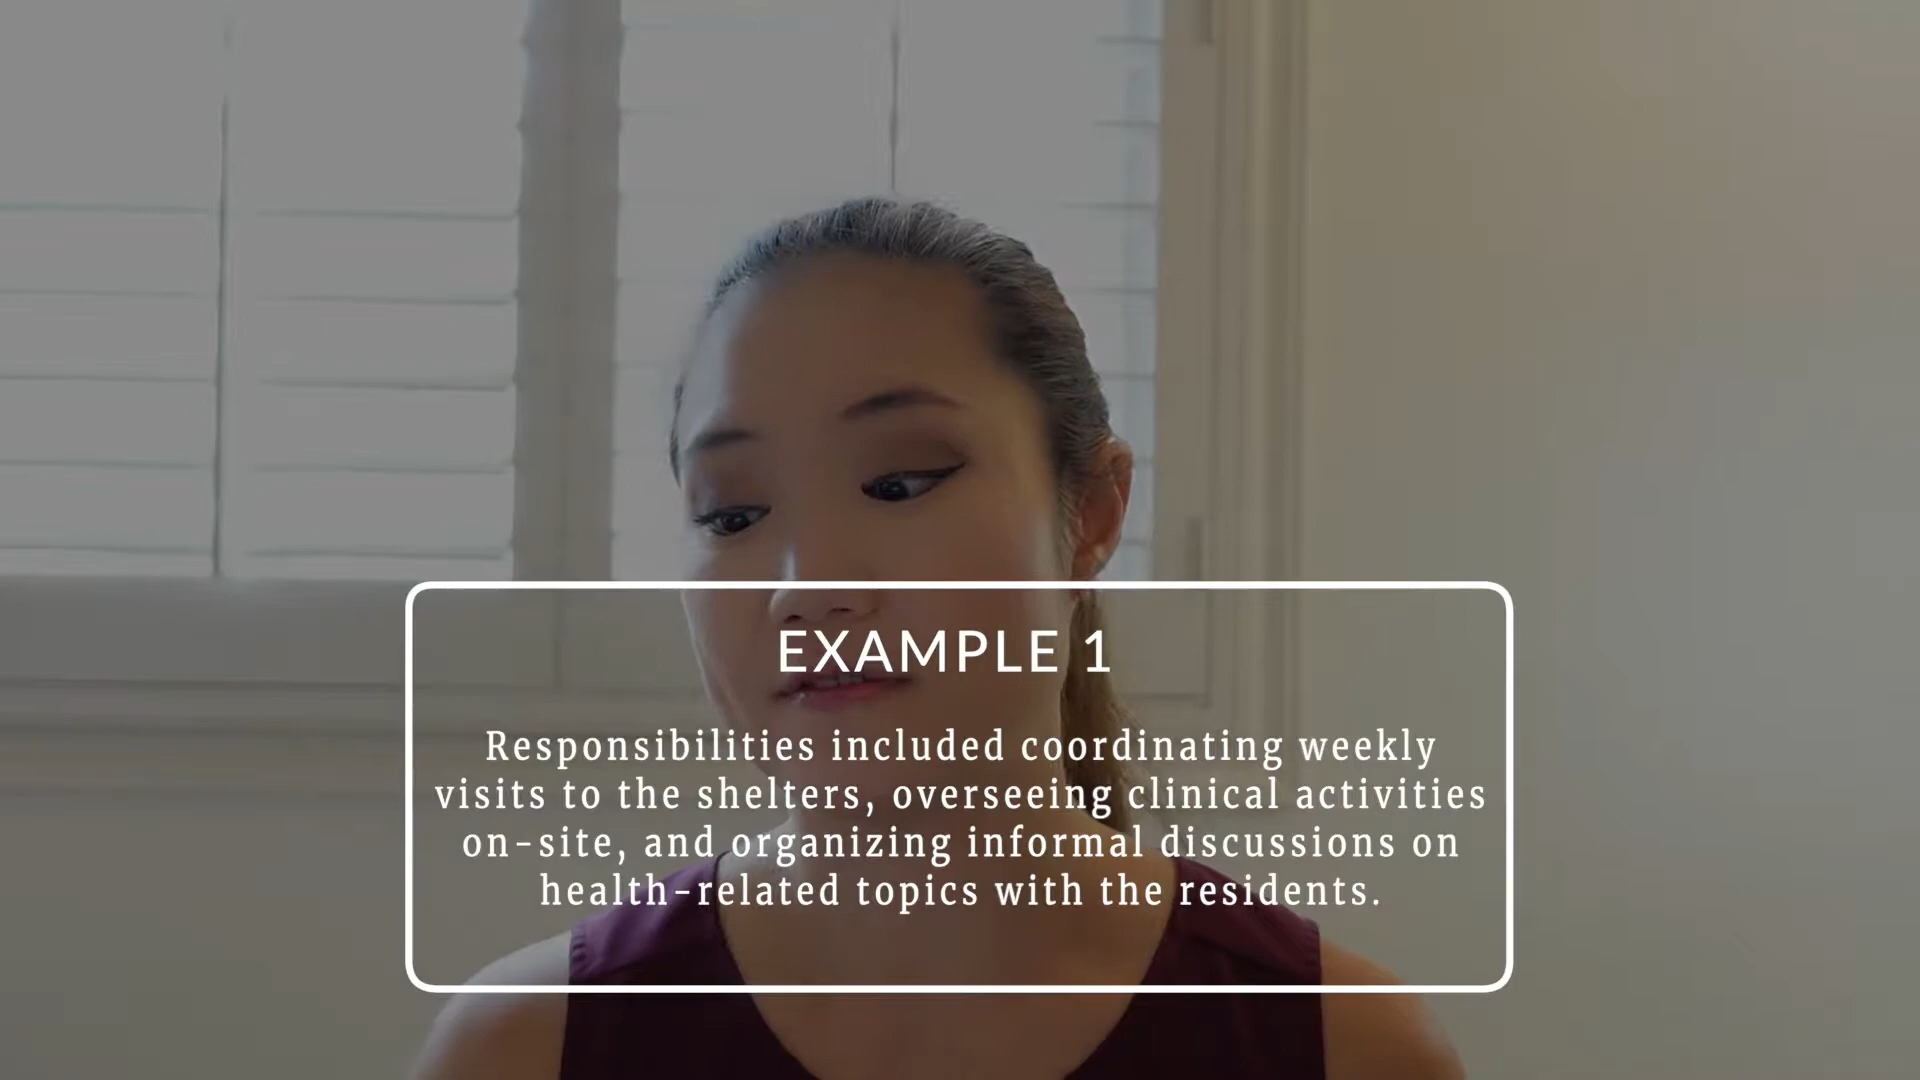 EXAMPLE 1
Responsibilities included coordinating weekly
visits to the shelters, overseeing clinical activities
on-site, and organizing informal discussions on
health-related topics with the residents.